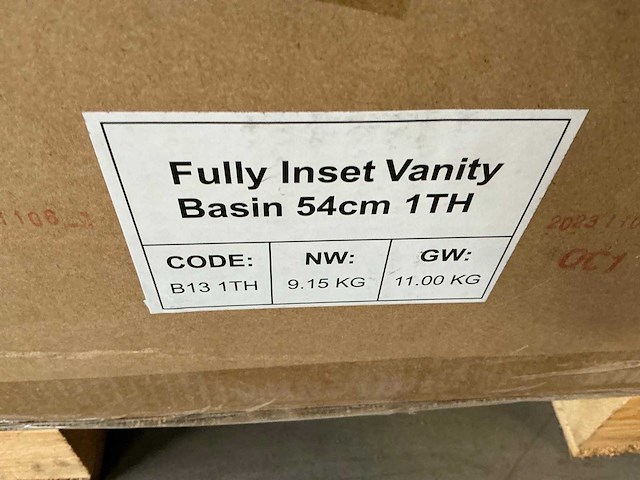 Fully Inset Vanity
Basin 54cm 1TH
CODE:
NW:
GW:
B13 1TH
9.15 KG
11.00 KG